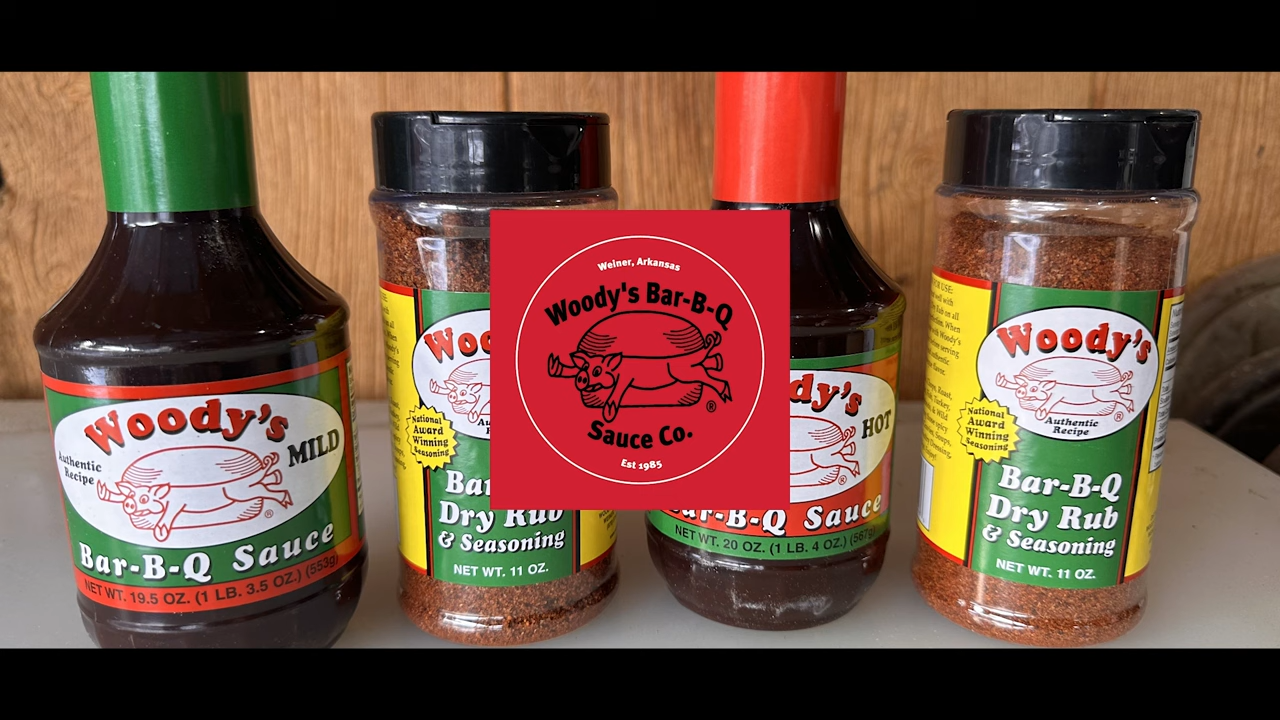 Woody's
MILD
Authentic
Recipe
®
Bar-B-Q Sauce
NET WT. 19.5 OZ. (1 LB. 3.5 OZ.) (553g)
National
Award
Winning
Seasoning
Dry Rub
& Seasoning
NET WT. 11 OZ.
Weiner, Arkansas
Woody's Bar-B-Q
®
Sauce Co.
Est 1985
HOT
®
Sauce
NET WT. 20 OZ. (1 LB. 4 OZ.) (567g)
Woody's
®
Authentic
Recipe
National
Award
Winning
Seasoning
Bar-B-Q
Dry Rub
& Seasoning
NET WT. 11 OZ.